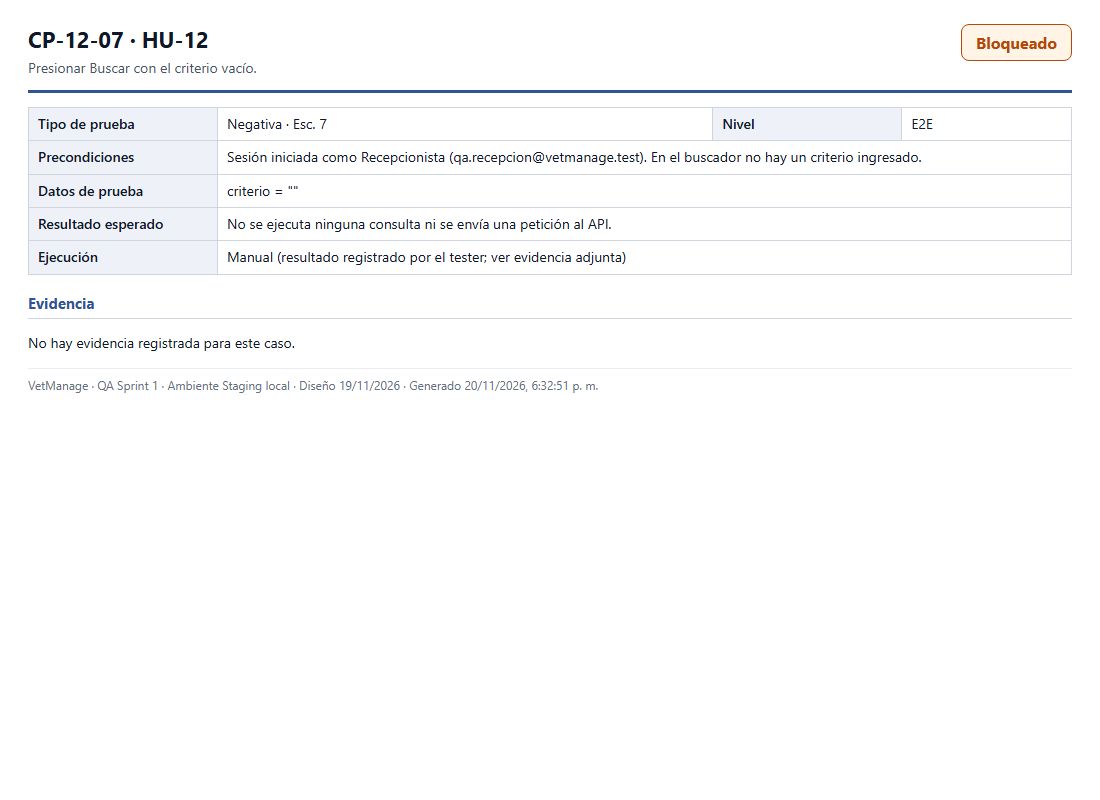 CP-12-07 · HU-12
Bloqueado
Presionar Buscar con el criterio vacío.
Tipo de prueba Negativa · Esc. 7 Nivel E2E
Precondiciones Sesión iniciada como Recepcionista (qa.recepcion@vetmanage.test). En el buscador no hay un criterio ingresado.
Datos de prueba criterio = ""
Resultado esperado No se ejecuta ninguna consulta ni se envía una petición al API.
Ejecución Manual (resultado registrado por el tester; ver evidencia adjunta)
Evidencia
No hay evidencia registrada para este caso.
VetManage · QA Sprint 1 · Ambiente Staging local · Diseño 19/11/2026 · Generado 20/11/2026, 6:32:51 p. m.